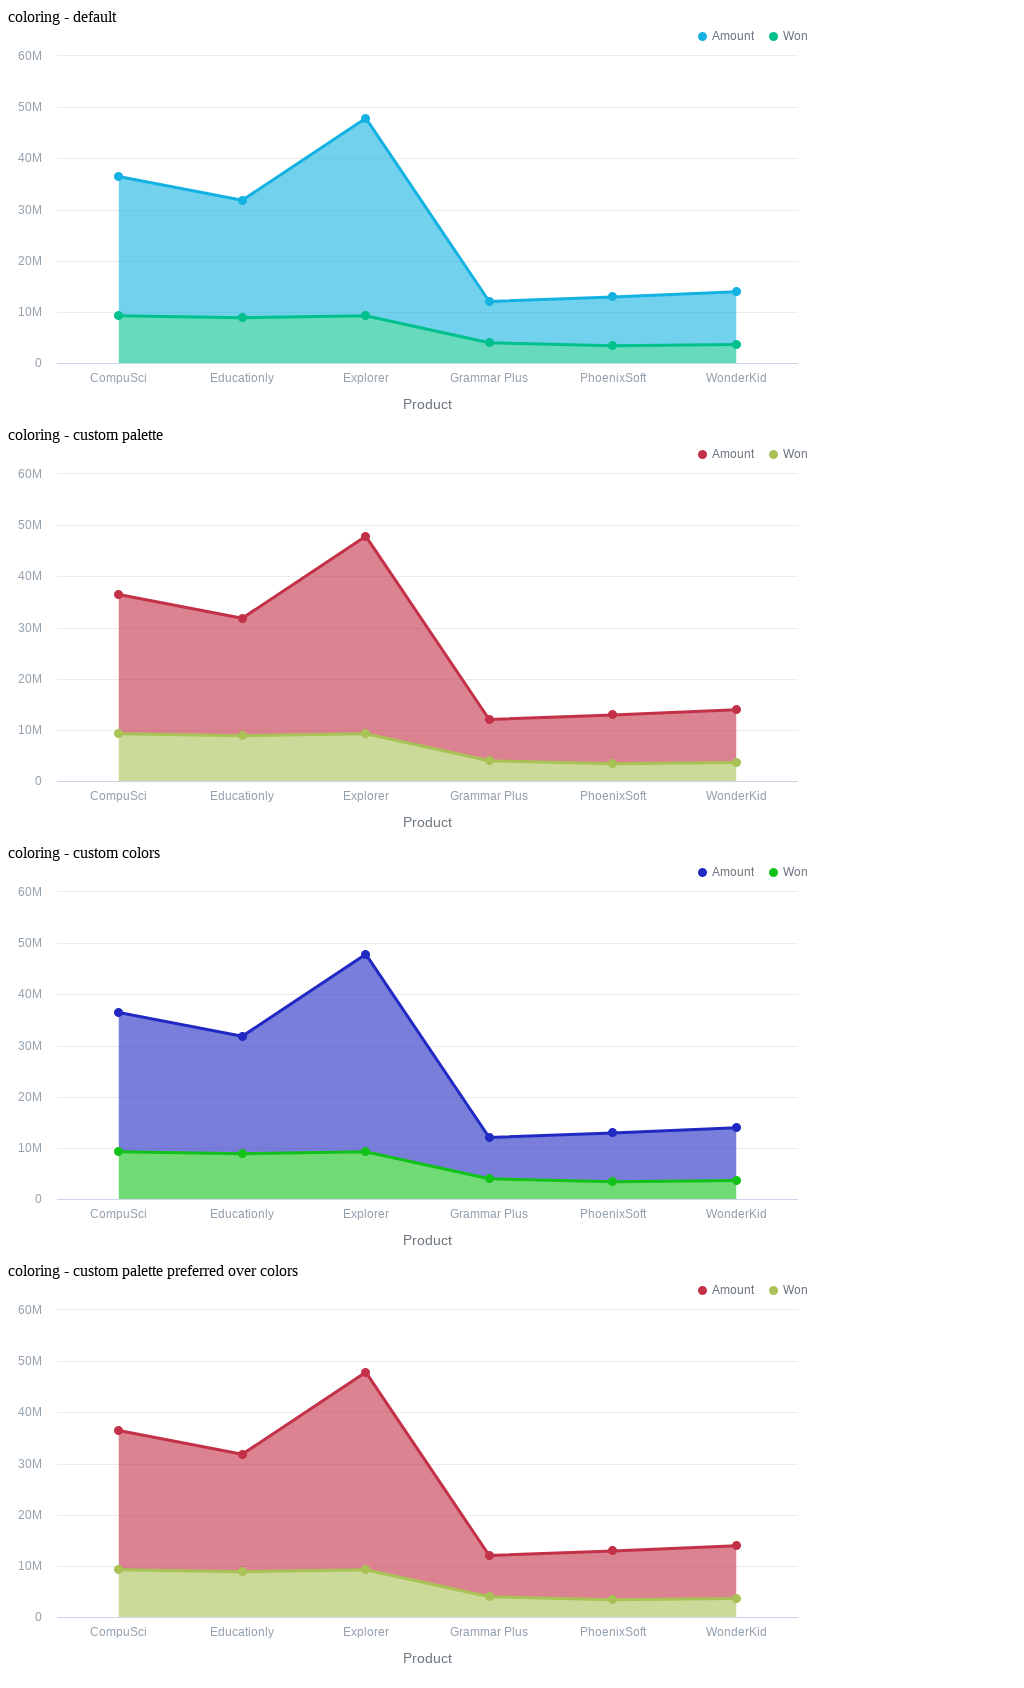 coloring - default
Amount Won
60M
50M
40M
30M
20M
10M
0
CompuSci Educationly Explorer Grammar Plus PhoenixSoft WonderKid
Product
coloring - custom palette
Amount Won
60M
50M
40M
30M
20M
10M
0
CompuSci Educationly Explorer Grammar Plus PhoenixSoft WonderKid
Product
coloring - custom colors
Amount Won
60M
50M
40M
30M
20M
10M
0
CompuSci Educationly Explorer Grammar Plus PhoenixSoft WonderKid
Product
coloring - custom palette preferred over colors
Amount Won
60M
50M
40M
30M
20M
10M
0
CompuSci Educationly Explorer Grammar Plus PhoenixSoft WonderKid
Product